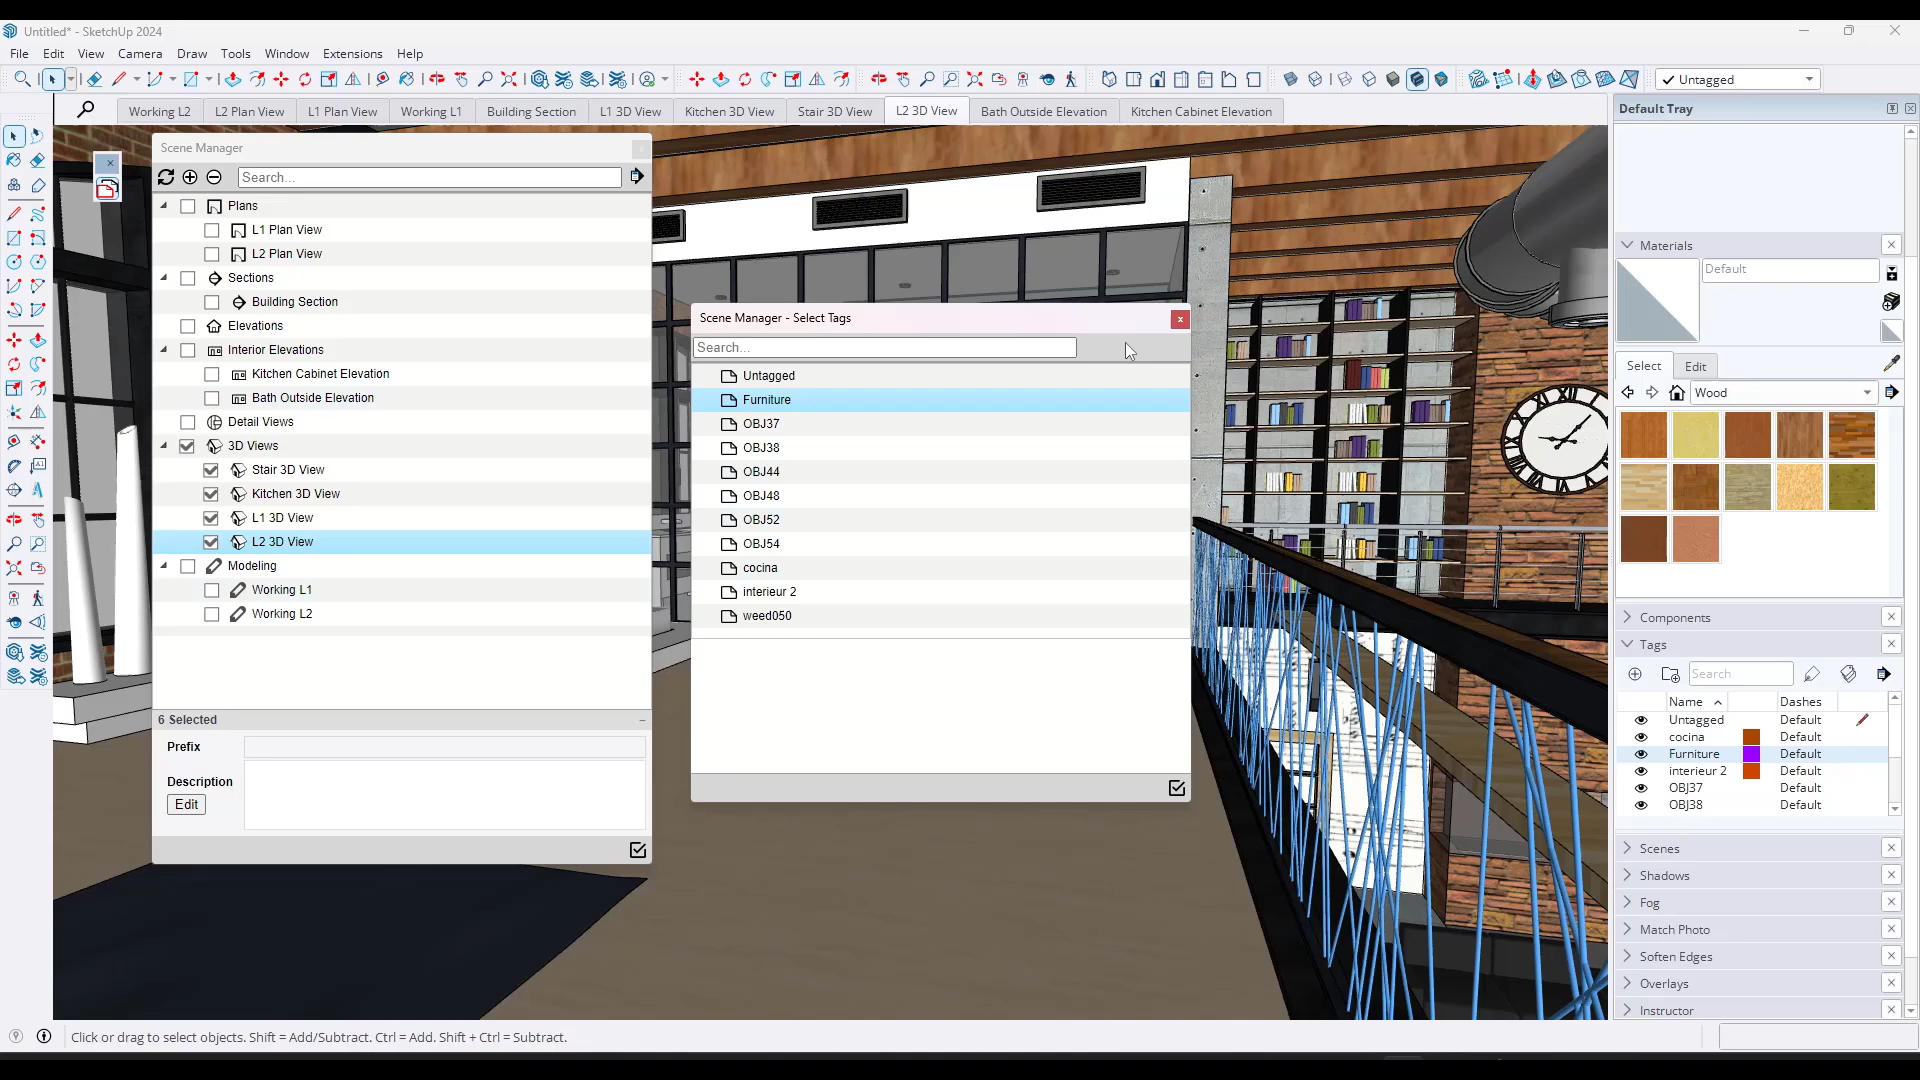 Untitled* - SketchUp 2024
File Edit View Camera Draw Tools Window Extensions Help
Untagged
Working L2 L2 Plan View L1 Plan View Working L1 Building Section L1 3D View Kitchen 3D View Stair 3D View L2 3D View Bath Outside Elevation Kitchen Cabinet Elevation
Scene Manager
Search...
Plans
L1 Plan View
L2 Plan View
Sections
Building Section
Elevations
Interior Elevations
Kitchen Cabinet Elevation
Bath Outside Elevation
Detail Views
3D Views
Stair 3D View
Kitchen 3D View
L1 3D View
L2 3D View
Modeling
Working L1
Working L2
6 Selected
Prefix
Description
Edit
Scene Manager - Select Tags
Search...
Untagged
Furniture
OBJ37
OBJ38
OBJ44
OBJ48
OBJ52
OBJ54
cocina
interieur 2
weed050
Default Tray
Materials
Default
Select Edit
Wood
Components
Tags
Search
Name Dashes
Untagged Default
cocina Default
Furniture Default
interieur 2 Default
OBJ37 Default
OBJ38 Default
Scenes
Shadows
Fog
Match Photo
Soften Edges
Overlays
Instructor
Click or drag to select objects. Shift = Add/Subtract. Ctrl = Add. Shift + Ctrl = Subtract.